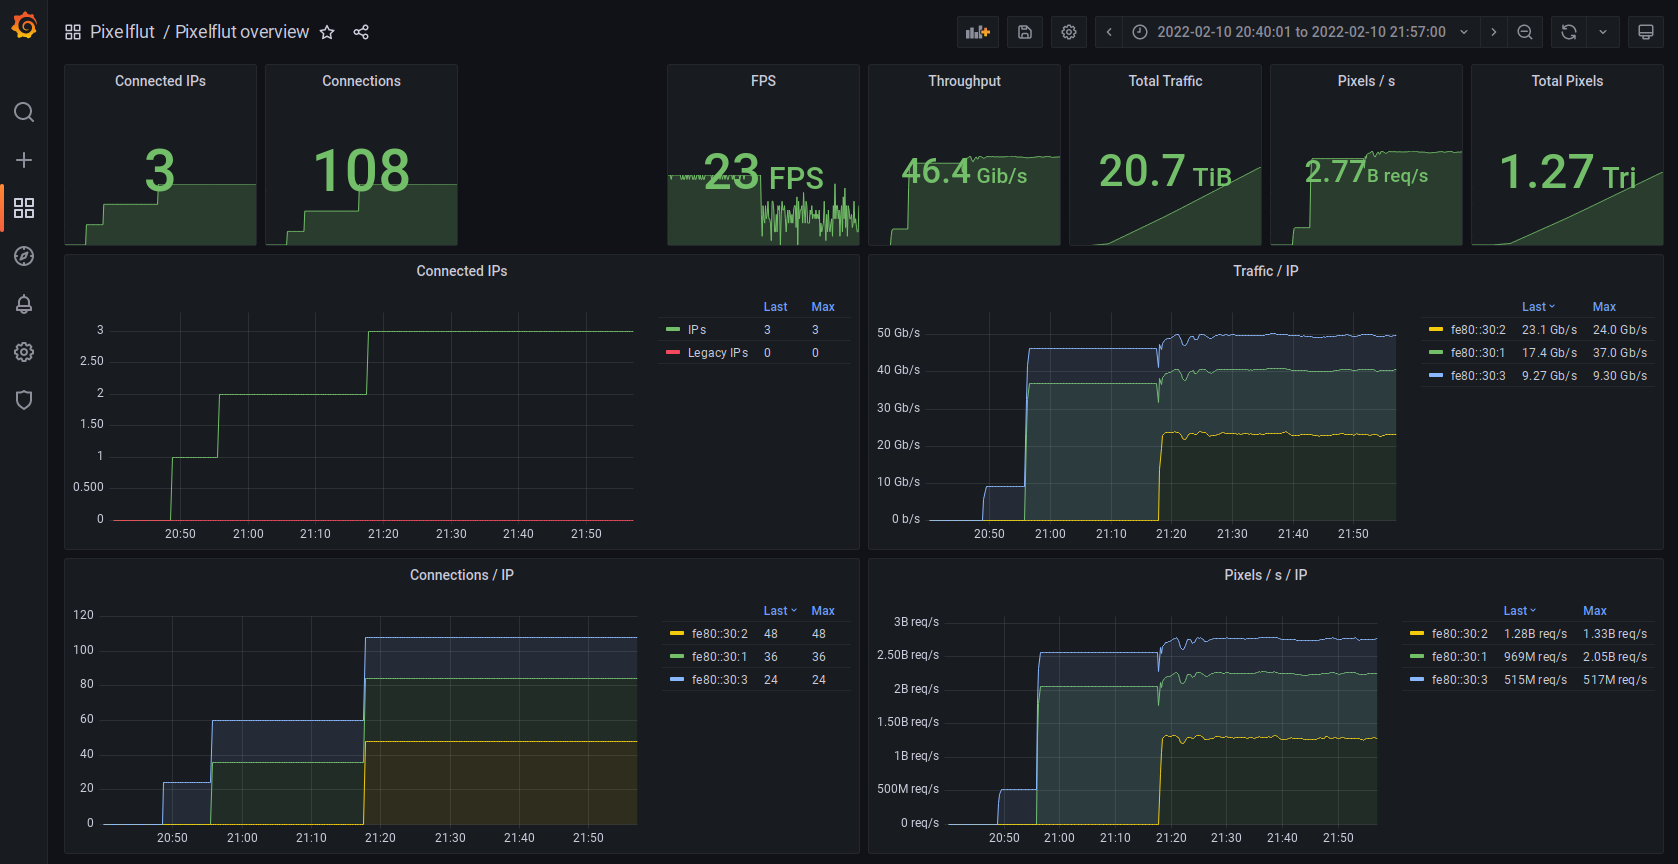 Pixelflut / Pixelflut overview
2022-02-10 20:40:01 to 2022-02-10 21:57:00
Connected IPs
3
Connections
108
FPS
23 FPS
Throughput
46.4 Gib/s
Total Traffic
20.7 TiB
Pixels / s
2.77B req/s
Total Pixels
1.27 Tri
Connected IPs
Last Max
IPs 3 3
Legacy IPs 0 0
3
2.50
2
1.50
1
0.500
0
20:50 21:00 21:10 21:20 21:30 21:40 21:50
Traffic / IP
Last Max
fe80::30:2 23.1 Gb/s 24.0 Gb/s
fe80::30:1 17.4 Gb/s 37.0 Gb/s
fe80::30:3 9.27 Gb/s 9.30 Gb/s
50 Gb/s
40 Gb/s
30 Gb/s
20 Gb/s
10 Gb/s
0 b/s
20:50 21:00 21:10 21:20 21:30 21:40 21:50
Connections / IP
Last Max
fe80::30:2 48 48
fe80::30:1 36 36
fe80::30:3 24 24
120
100
80
60
40
20
0
20:50 21:00 21:10 21:20 21:30 21:40 21:50
Pixels / s / IP
Last Max
fe80::30:2 1.28B req/s 1.33B req/s
fe80::30:1 969M req/s 2.05B req/s
fe80::30:3 515M req/s 517M req/s
3B req/s
2.50B req/s
2B req/s
1.50B req/s
1B req/s
500M req/s
0 req/s
20:50 21:00 21:10 21:20 21:30 21:40 21:50